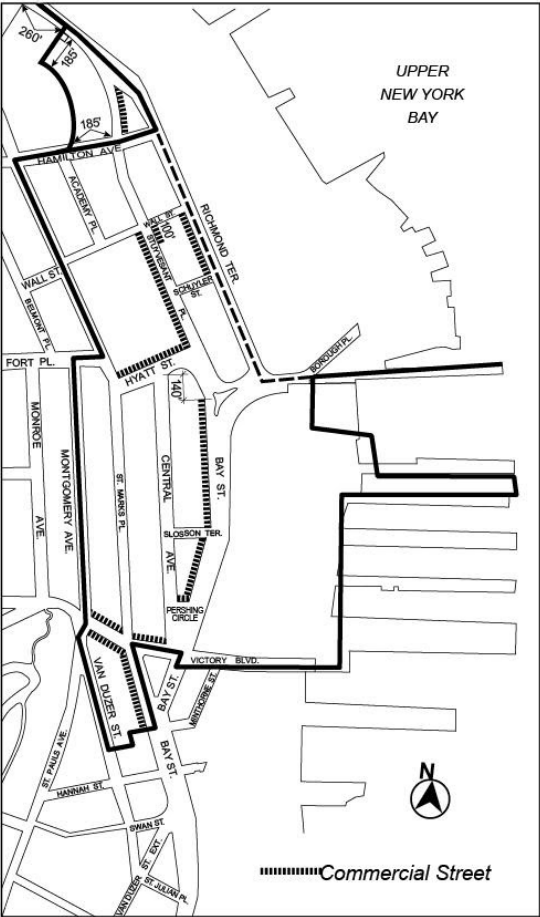 260'
185'
UPPER
NEW YORK
BAY
185'
HAMILTON AVE.
ACADEMY PL.
WALL ST.
100'
STUYVESANT
PL.
RICHMOND TER.
SCHUYLER
ST.
WALL ST.
BELMONT PL.
BOROUGH PL.
FORT PL.
HYATT ST.
140'
MONROE
AVE.
MONTGOMERY AVE.
ST. MARKS PL.
CENTRAL
AVE.
BAY ST.
SLOSSON TER.
PERSHING
CIRCLE
VICTORY BLVD.
VAN DUZER ST.
BAY ST.
MINTHORNE ST.
BAY ST.
ST. PAULS AVE.
HANNAH ST.
SWAN ST.
VAN DUZER ST. EXT.
ST. JULIAN PL.
N
Commercial Street